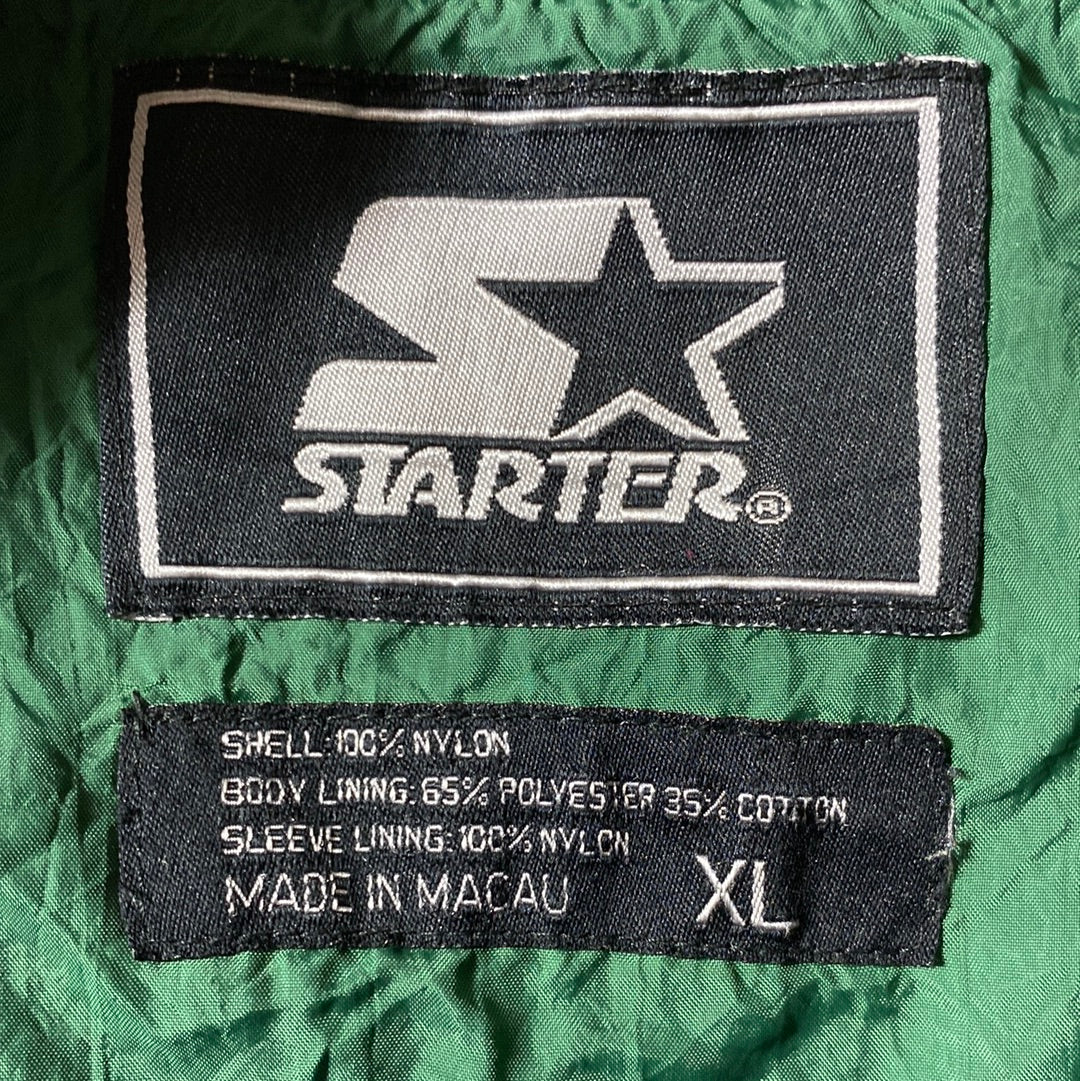 STARTER®
SHELL: 100% NYLON
BODY LINING: 65% POLYESTER 35% COTTON
SLEEVE LINING: 100% NYLON
MADE IN MACAU XL